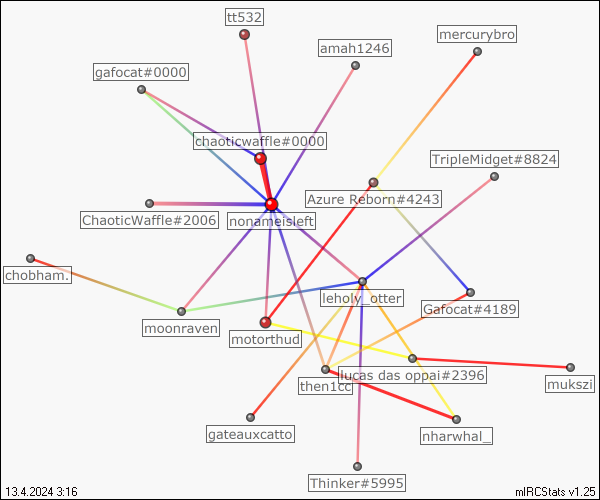 tt532
mercurybro
amah1246
gafocat#0000
chaoticwaffle#0000
TripleMidget#8824
Azure Reborn#4243
ChaoticWaffle#2006
nonameisleft
chobham.
leholy_otter
Gafocat#4189
moonraven
motorthud
lucas das oppai#2396
then1cc
mukszi
gateauxcatto
nharwhal_
Thinker#5995
13.4.2024 3:16
mIRCStats v1.25